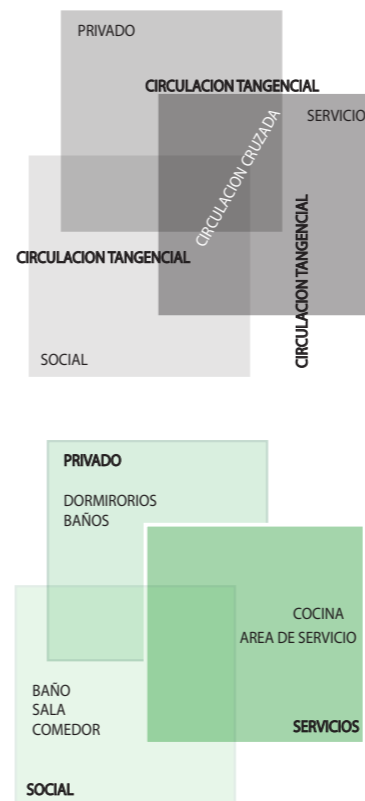 PRIVADO
CIRCULACION TANGENCIAL
SERVICIO
CIRCULACION CRUZADA
CIRCULACION TANGENCIAL
CIRCULACION TANGENCIAL
SOCIAL
PRIVADO
DORMIRORIOS
BAÑOS
COCINA
AREA DE SERVICIO
BAÑO
SALA
COMEDOR
SERVICIOS
SOCIAL